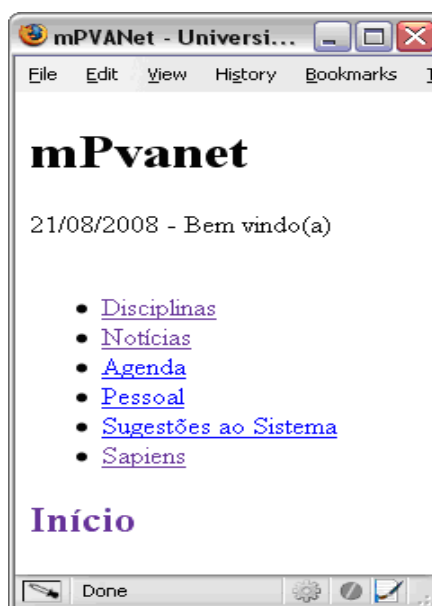 mPVANet - Universi...
File Edit View History Bookmarks
mPvanet
21/08/2008 - Bem vindo(a)
Disciplinas
Notícias
Agenda
Pessoal
Sugestões ao Sistema
Sapiens
Início
Done